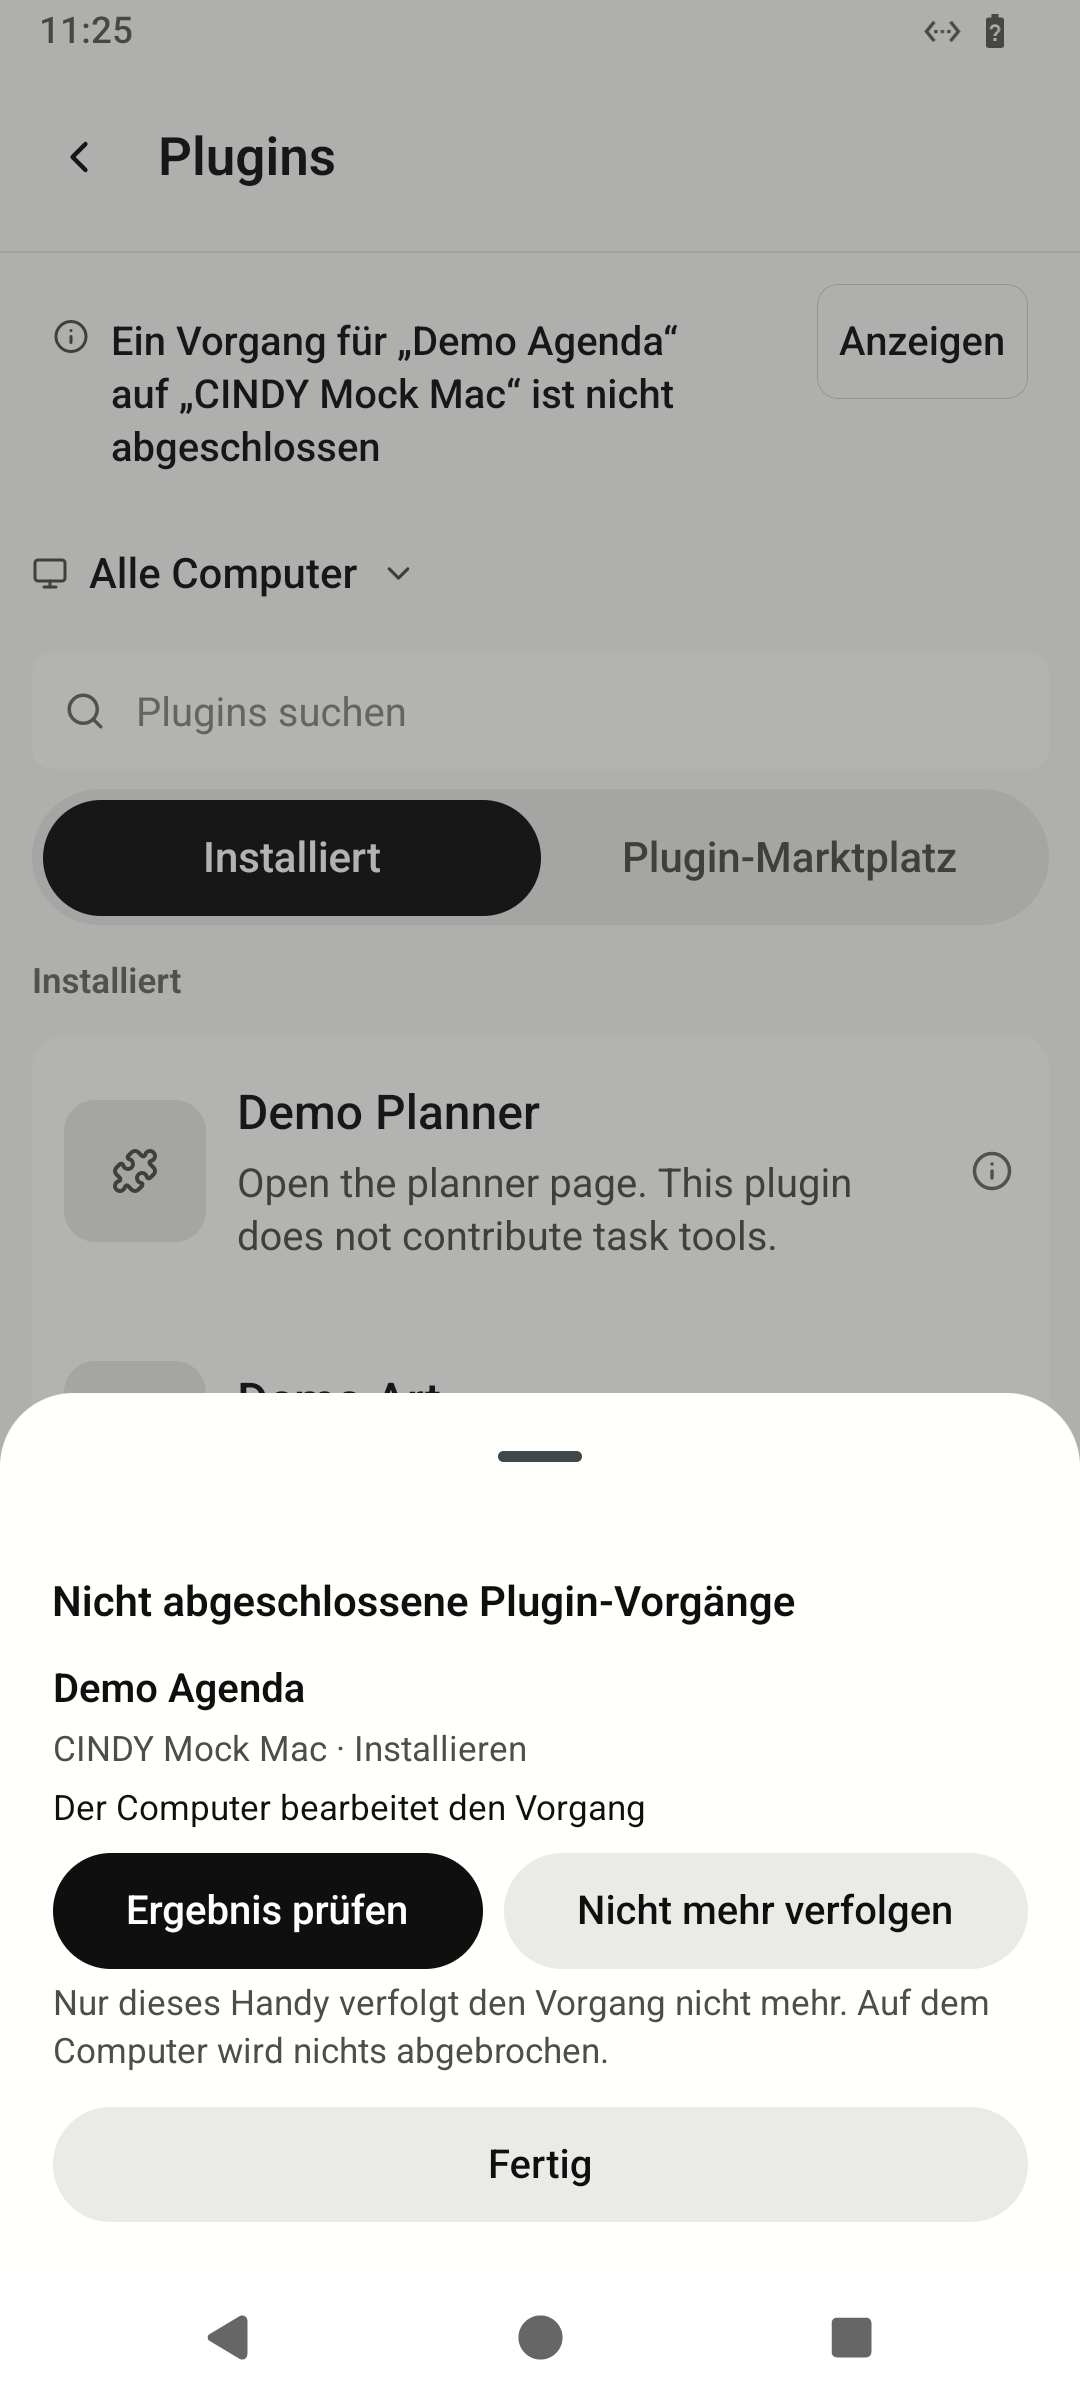 11:25
Plugins
Ein Vorgang für „Demo Agenda“
auf „CINDY Mock Mac“ ist nicht
abgeschlossen
Anzeigen
Alle Computer
Plugins suchen
Installiert
Plugin-Marktplatz
Installiert
Demo Planner
Open the planner page. This plugin
does not contribute task tools.
Demo Art
Nicht abgeschlossene Plugin-Vorgänge
Demo Agenda
CINDY Mock Mac · Installieren
Der Computer bearbeitet den Vorgang
Ergebnis prüfen
Nicht mehr verfolgen
Nur dieses Handy verfolgt den Vorgang nicht mehr. Auf dem
Computer wird nichts abgebrochen.
Fertig